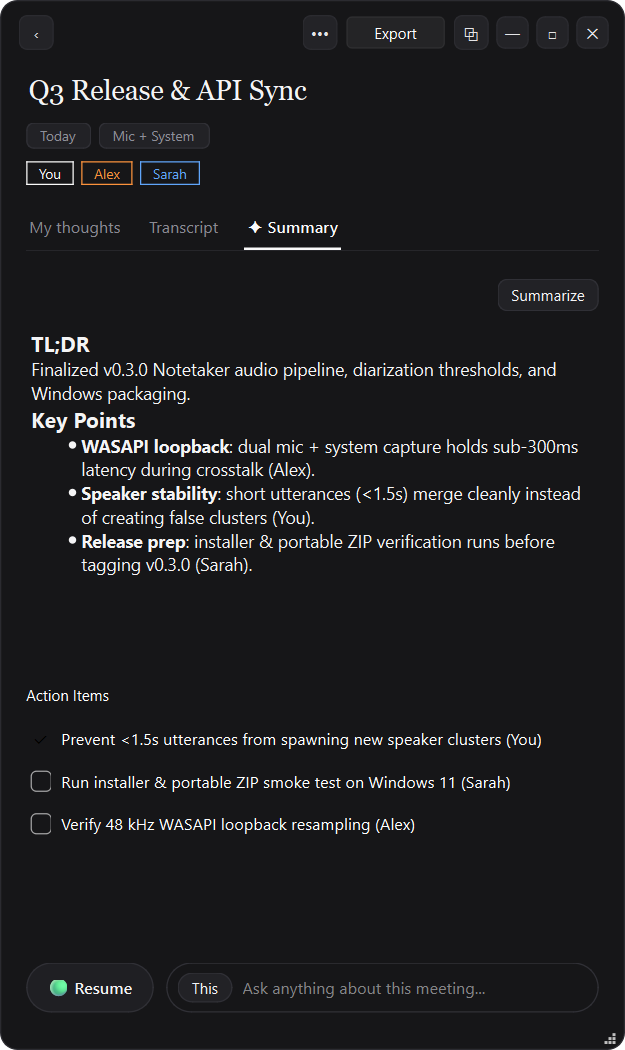 Export
Q3 Release & API Sync
Today Mic + System
You Alex Sarah
My thoughts Transcript ✦ Summary
Summarize
TL;DR
Finalized v0.3.0 Notetaker audio pipeline, diarization thresholds, and
Windows packaging.
Key Points
• WASAPI loopback: dual mic + system capture holds sub-300ms
latency during crosstalk (Alex).
• Speaker stability: short utterances (<1.5s) merge cleanly instead
of creating false clusters (You).
• Release prep: installer & portable ZIP verification runs before
tagging v0.3.0 (Sarah).
Action Items
Prevent <1.5s utterances from spawning new speaker clusters (You)
Run installer & portable ZIP smoke test on Windows 11 (Sarah)
Verify 48 kHz WASAPI loopback resampling (Alex)
Resume This Ask anything about this meeting...